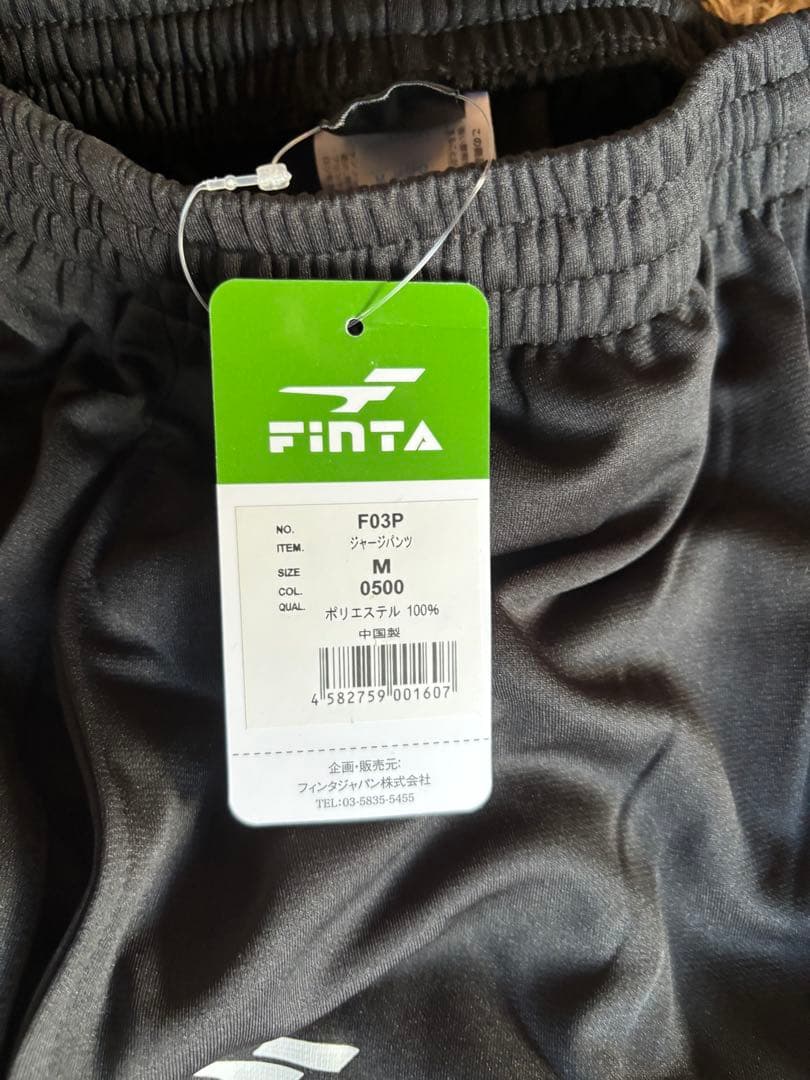 FiNTA
NO. F03P
ITEM. ジャージパンツ
SIZE M
COL. 0500
QUAL. ポリエステル 100%
中国製
4 582759 001607
企画・販売元:
フィンタジャパン株式会社
TEL:03-5835-5455